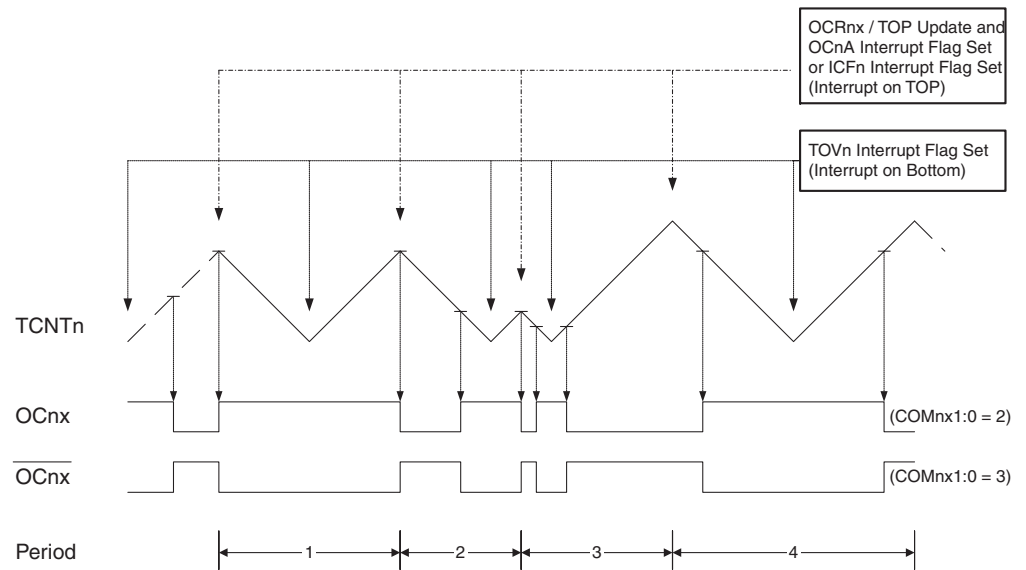 OCRnx / TOP Update and
OCnA Interrupt Flag Set
or ICFn Interrupt Flag Set
(Interrupt on TOP)
TOVn Interrupt Flag Set
(Interrupt on Bottom)
TCNTn
OCnx
(COMnx1:0 = 2)
OCnx
(COMnx1:0 = 3)
Period
1
2
3
4